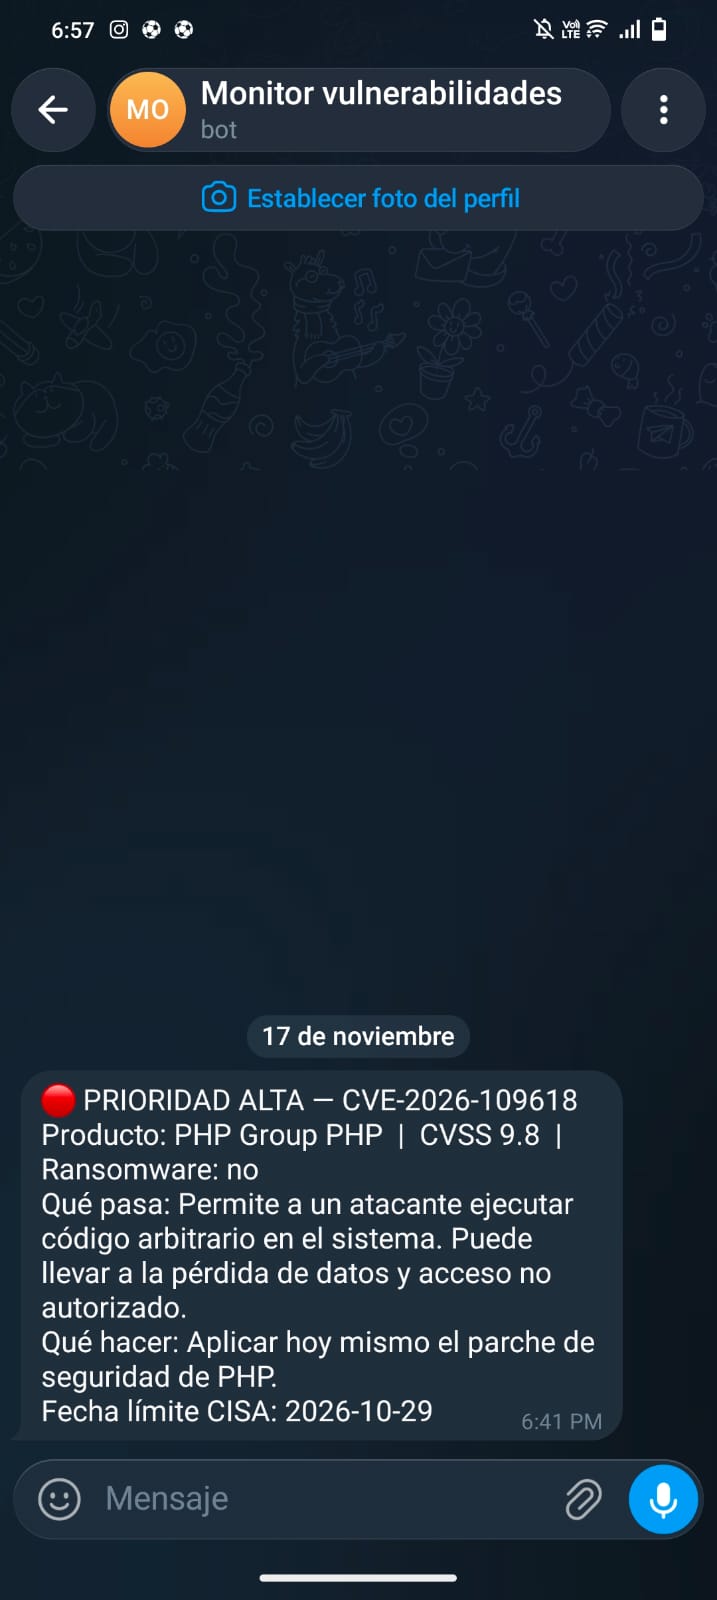 6:57
Vo) LTE
MO
Monitor vulnerabilidades
bot
Establecer foto del perfil
17 de noviembre
🔴 PRIORIDAD ALTA — CVE-2026-109618
Producto: PHP Group PHP | CVSS 9.8 |
Ransomware: no
Qué pasa: Permite a un atacante ejecutar
código arbitrario en el sistema. Puede
llevar a la pérdida de datos y acceso no
autorizado.
Qué hacer: Aplicar hoy mismo el parche de
seguridad de PHP.
Fecha límite CISA: 2026-10-29
6:41 PM
Mensaje